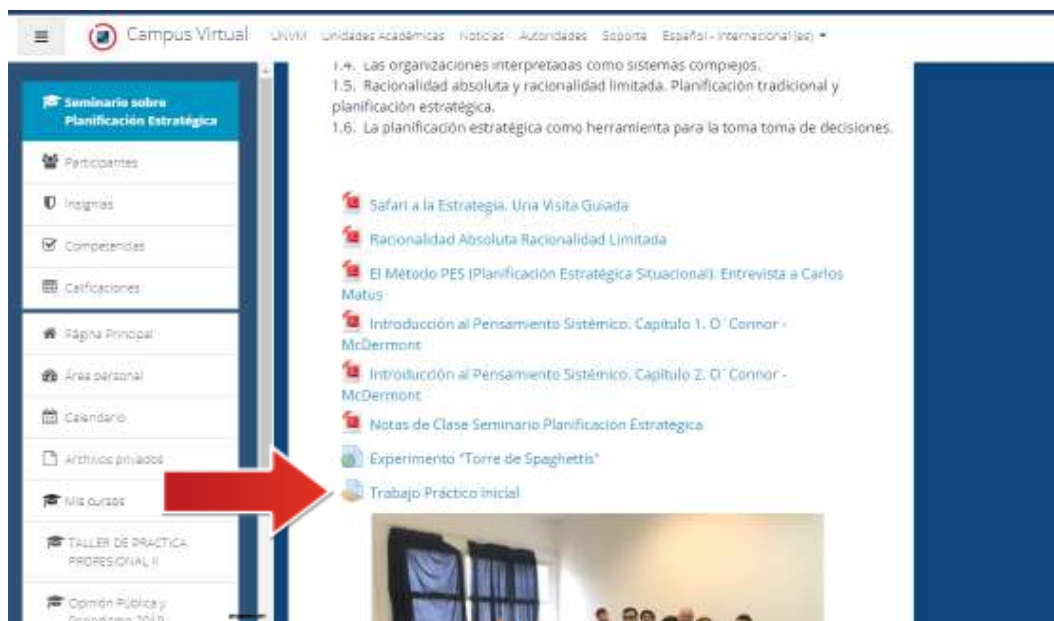 Campus Virtual UNVM Unidades Académicas Noticias Autoridades Soporte Español - Internacional (es)
Seminario sobre
Planificación Estratégica
Participantes
Insignias
Competencias
Calificaciones
Página Principal
Área personal
Calendario
Archivos privados
Mis cursos
TALLER DE PRACTICA
PROFESIONAL II
Opinión Pública y
1.4. Las organizaciones interpretadas como sistemas complejos.
1.5. Racionalidad absoluta y racionalidad limitada. Planificación tradicional y
planificación estratégica.
1.6. La planificación estratégica como herramienta para la toma toma de decisiones.
Safari a la Estrategia. Una Visita Guiada
Racionalidad Absoluta Racionalidad Limitada
El Método PES (Planificación Estratégica Situacional). Entrevista a Carlos
Matus
Introducción al Pensamiento Sistémico. Capítulo 1. O´Connor -
McDermont
Introducción al Pensamiento Sistémico. Capítulo 2. O´Connor -
McDermont
Notas de Clase Seminario Planificación Estratégica
Experimento "Torre de Spaghettis"
Trabajo Práctico Inicial